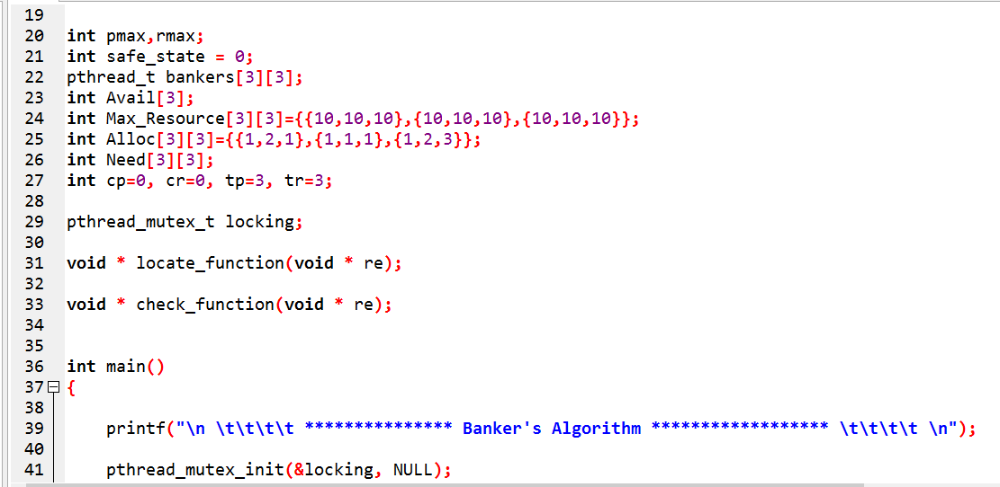 19
20 int pmax,rmax;
21 int safe_state = 0;
22 pthread_t bankers[3][3];
23 int Avail[3];
24 int Max_Resource[3][3]={{10,10,10},{10,10,10},{10,10,10}};
25 int Alloc[3][3]={{1,2,1},{1,1,1},{1,2,3}};
26 int Need[3][3];
27 int cp=0, cr=0, tp=3, tr=3;
28
29 pthread_mutex_t locking;
30
31 void * locate_function(void * re);
32
33 void * check_function(void * re);
34
35
36 int main()
37 {
38
39 printf("\n \t\t\t\t *************** Banker's Algorithm ****************** \t\t\t\t \n");
40
41 pthread_mutex_init(&locking, NULL);